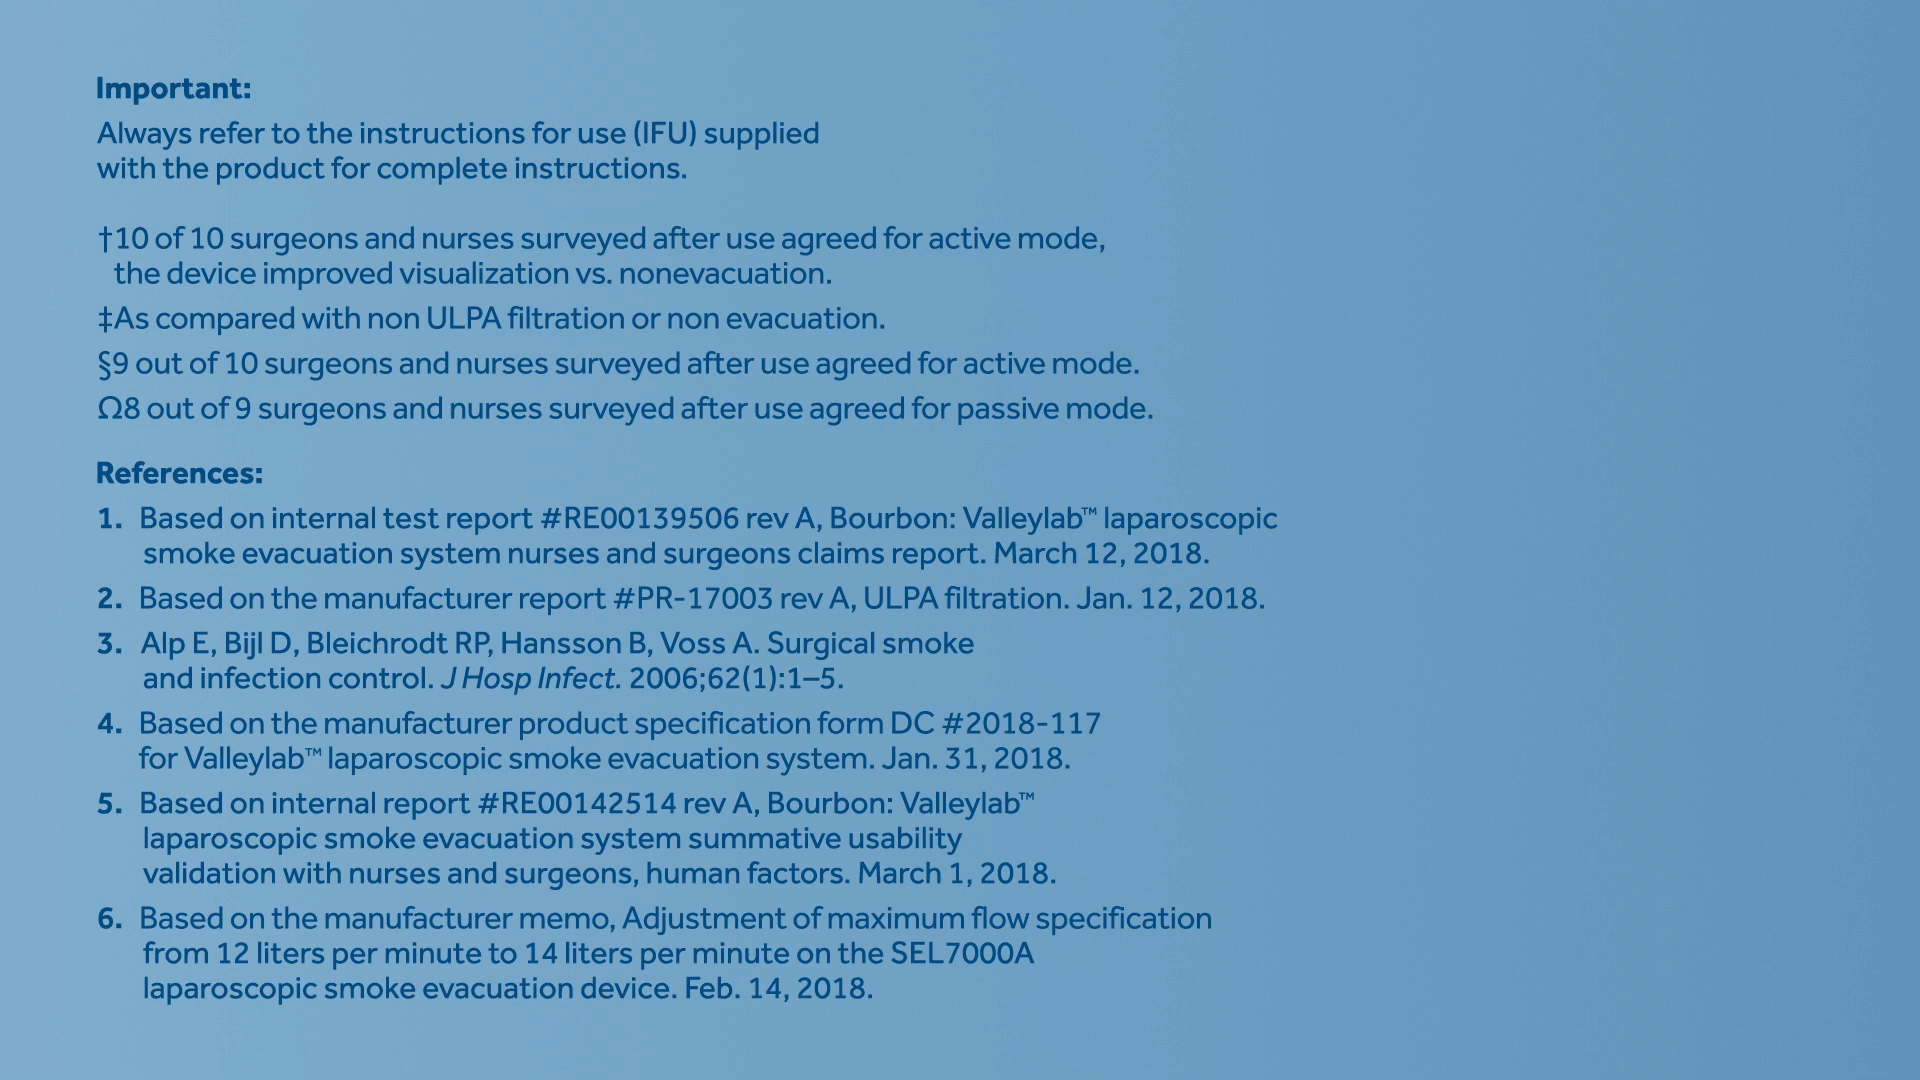 Important:
Always refer to the instructions for use (IFU) supplied
with the product for complete instructions.
†10 of 10 surgeons and nurses surveyed after use agreed for active mode,
the device improved visualization vs. nonevacuation.
‡As compared with non ULPA filtration or non evacuation.
§9 out of 10 surgeons and nurses surveyed after use agreed for active mode.
Ω8 out of 9 surgeons and nurses surveyed after use agreed for passive mode.
References:
1. Based on internal test report #RE00139506 rev A, Bourbon: Valleylab™ laparoscopic
smoke evacuation system nurses and surgeons claims report. March 12, 2018.
2. Based on the manufacturer report #PR-17003 rev A, ULPA filtration. Jan. 12, 2018.
3. Alp E, Bijl D, Bleichrodt RP, Hansson B, Voss A. Surgical smoke
and infection control. J Hosp Infect. 2006;62(1):1–5.
4. Based on the manufacturer product specification form DC #2018-117
for Valleylab™ laparoscopic smoke evacuation system. Jan. 31, 2018.
5. Based on internal report #RE00142514 rev A, Bourbon: Valleylab™
laparoscopic smoke evacuation system summative usability
validation with nurses and surgeons, human factors. March 1, 2018.
6. Based on the manufacturer memo, Adjustment of maximum flow specification
from 12 liters per minute to 14 liters per minute on the SEL7000A
laparoscopic smoke evacuation device. Feb. 14, 2018.